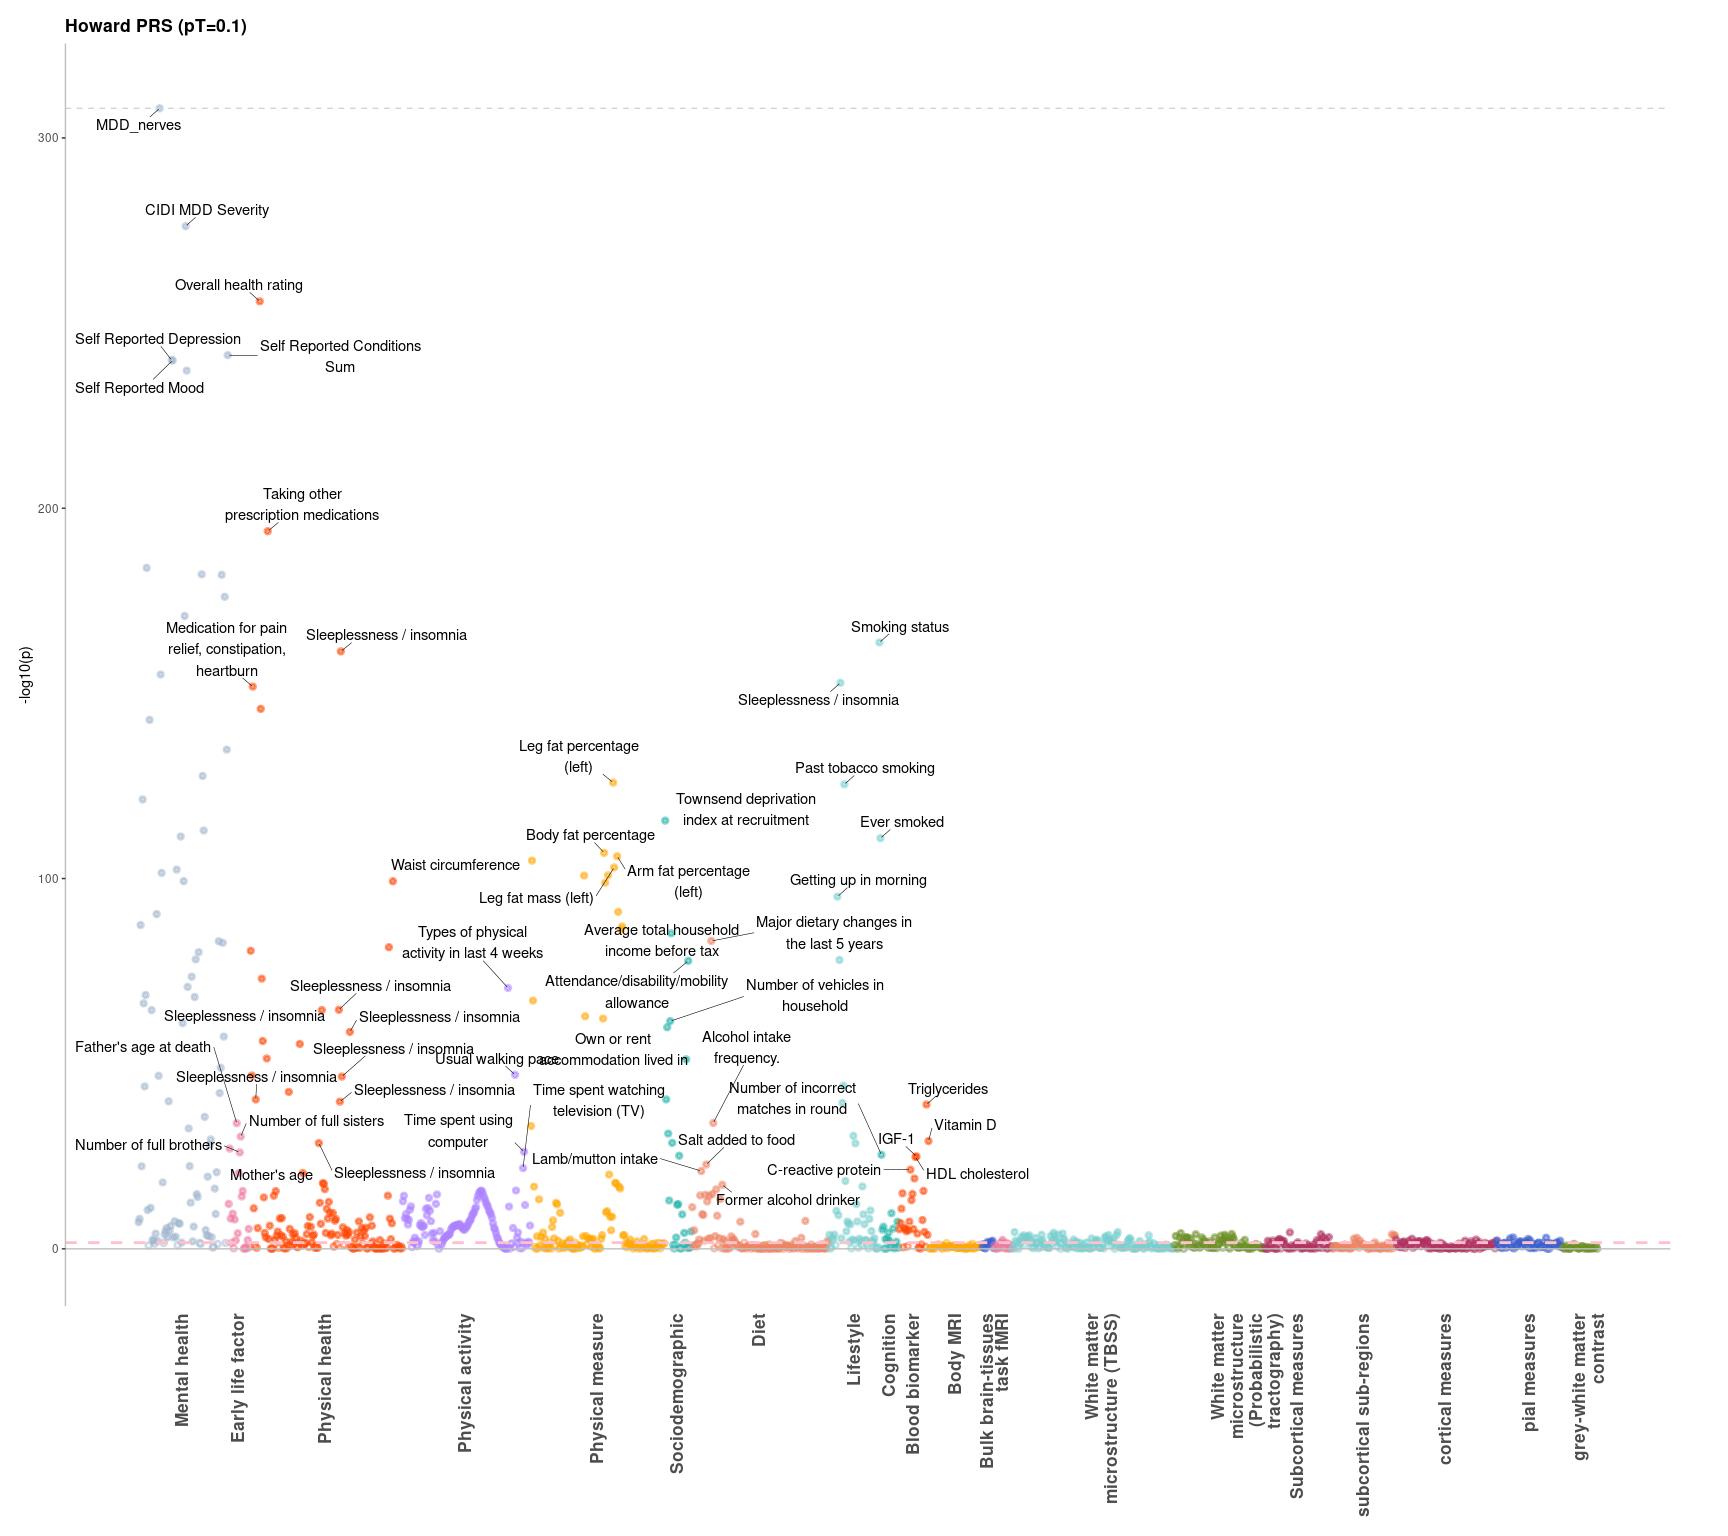 Howard PRS (pT=0.1)
300
MDD_nerves
CIDI MDD Severity
Overall health rating
Self Reported Depression
Self Reported Conditions
Sum
Self Reported Mood
Taking other
prescription medications
200
Medication for pain
relief, constipation,
heartburn
Sleeplessness / insomnia
Smoking status
Sleeplessness / insomnia
-log10(p)
Leg fat percentage
(left)
Past tobacco smoking
Townsend deprivation
index at recruitment
Ever smoked
Body fat percentage
Waist circumference
Arm fat percentage
(left)
100
Leg fat mass (left)
Getting up in morning
Types of physical
activity in last 4 weeks
Average total household
income before tax
Major dietary changes in
the last 5 years
Sleeplessness / insomnia
Attendance/disability/mobility
allowance
Number of vehicles in
household
Sleeplessness / insomnia
Sleeplessness / insomnia
Father's age at death
Sleeplessness / insomnia
Own or rent
accommodation lived in
Alcohol intake
frequency.
Usual walking pace
Sleeplessness / insomnia
Sleeplessness / insomnia
Time spent watching
television (TV)
Number of incorrect
matches in round
Triglycerides
Number of full sisters
Time spent using
computer
Vitamin D
Number of full brothers
Salt added to food
IGF-1
Mother's age
Sleeplessness / insomnia
Lamb/mutton intake
C-reactive protein
HDL cholesterol
Former alcohol drinker
0
Mental health
Early life factor
Physical health
Physical activity
Physical measure
Sociodemographic
Diet
Lifestyle
Cognition
Blood biomarker
Body MRI
Bulk brain-tissues
task fMRI
White matter
microstructure (TBSS)
White matter
microstructure
(Probabilistic
tractography)
Subcortical measures
subcortical sub-regions
cortical measures
pial measures
grey-white matter
contrast